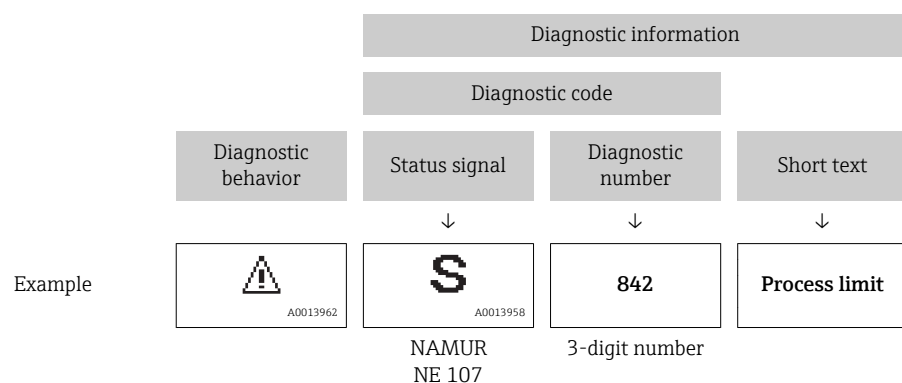 Diagnostic information
Diagnostic code
Diagnostic
behavior
Status signal
Diagnostic
number
Short text
↓ ↓ ↓
Example
A0013962
S
A0013958
842
Process limit
NAMUR
NE 107
3-digit number